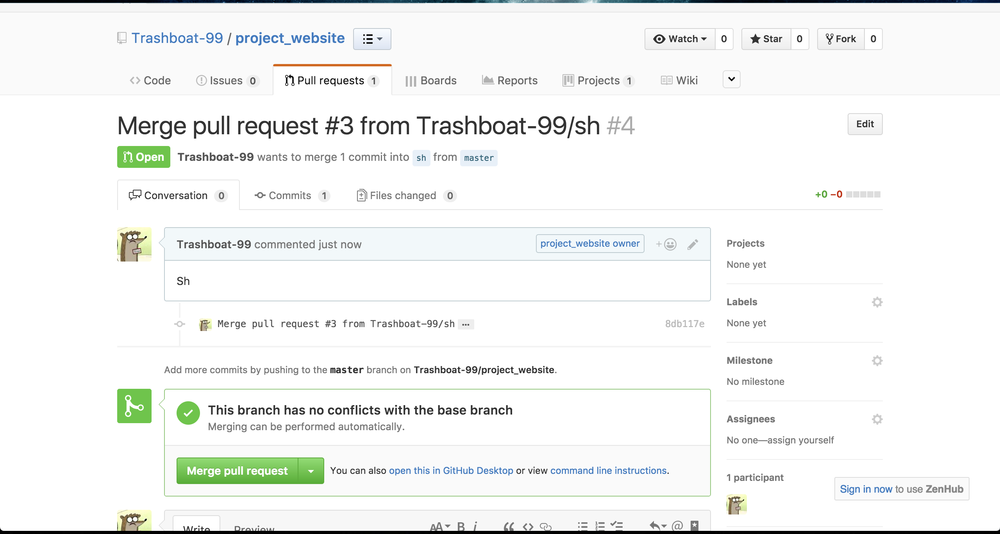 Trashboat-99 / project_website
Watch 0 Star 0 Fork 0
Code Issues 0 Pull requests 1 Boards Reports Projects 1 Wiki
Merge pull request #3 from Trashboat-99/sh #4
Edit
Open Trashboat-99 wants to merge 1 commit into sh from master
Conversation 0 Commits 1 Files changed 0
+0 −0
Trashboat-99 commented just now
project_website owner
Sh
Merge pull request #3 from Trashboat-99/sh …
8db117e
Add more commits by pushing to the master branch on Trashboat-99/project_website.
This branch has no conflicts with the base branch
Merging can be performed automatically.
Merge pull request
You can also open this in GitHub Desktop or view command line instructions.
Projects
None yet
Labels
None yet
Milestone
No milestone
Assignees
No one—assign yourself
1 participant
Sign in now to use ZenHub
Write Preview
AA B i